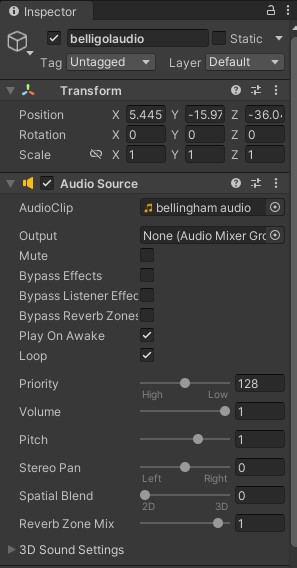 Inspector
belligolaudio Static
Tag Untagged Layer Default
Transform
Position X 5.445 Y -15.97 Z -36.04
Rotation X 0 Y 0 Z 0
Scale X 1 Y 1 Z 1
Audio Source
AudioClip bellingham audio
Output None (Audio Mixer Gro
Mute
Bypass Effects
Bypass Listener Effec
Bypass Reverb Zones
Play On Awake
Loop
Priority 128
High Low
Volume 1
Pitch 1
Stereo Pan 0
Left Right
Spatial Blend 0
2D 3D
Reverb Zone Mix 1
3D Sound Settings